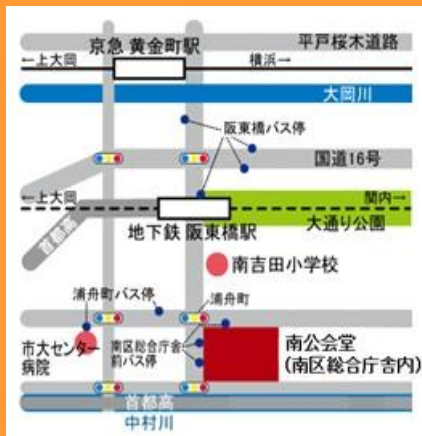 京急 黄金町駅
平戸桜木道路
←上大岡
横浜→
大岡川
阪東橋バス停
国道16号
←上大岡
関内→
地下鉄 阪東橋駅
大通り公園
首都高
南吉田小学校
浦舟町バス停
浦舟町
市大センター
病院
南区総合庁舎
前バス停
南公会堂
(南区総合庁舎内)
首都高
中村川